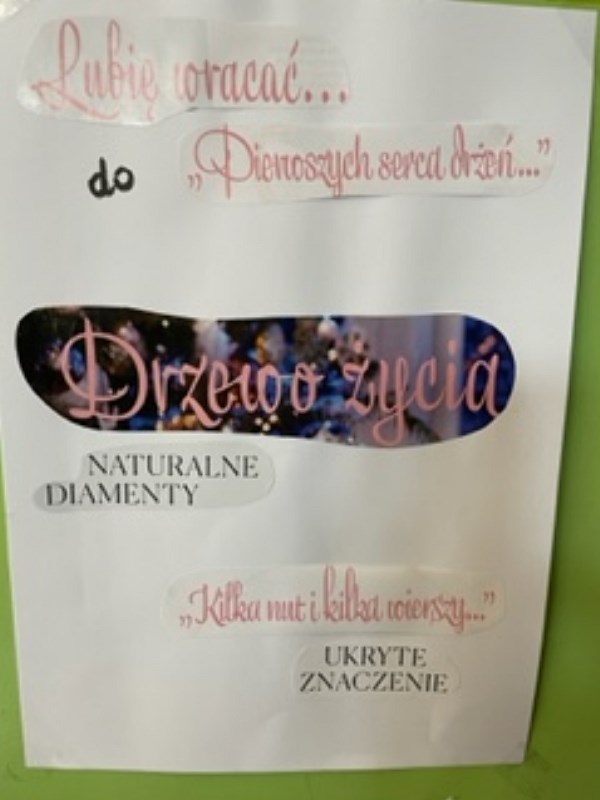 Lubię wracać...
do
„Pierwszych serca drżeń..."
Drzewo życia
NATURALNE
DIAMENTY
„Kilka nut i kilka wierszy..."
UKRYTE
ZNACZENIE